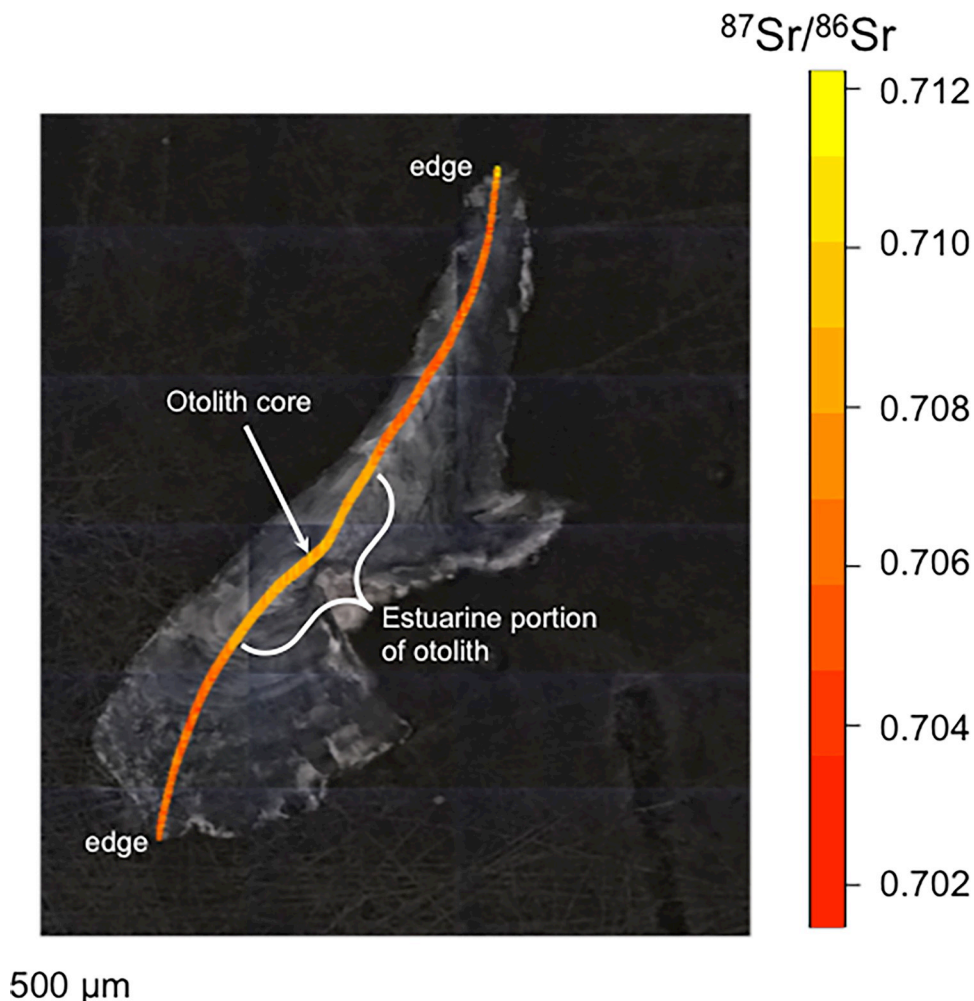 ⁸⁷Sr/⁸⁶Sr
0.712
0.710
0.708
0.706
0.704
0.702
edge
Otolith core
Estuarine portion
of otolith
edge
500 µm